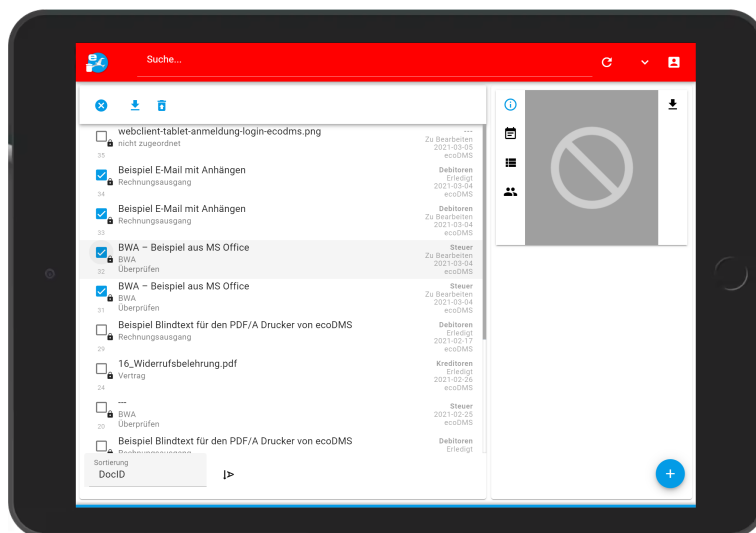 Suche...
webclient-tablet-anmeldung-login-ecodms.png
---
nicht zugeordnet
Zu Bearbeiten
2021-03-05
35
ecoDMS
Beispiel E-Mail mit Anhängen
Debitoren
Rechnungsausgang
Erledigt
2021-03-04
34
ecoDMS
Beispiel E-Mail mit Anhängen
Debitoren
Rechnungsausgang
Zu Bearbeiten
2021-03-04
33
ecoDMS
BWA – Beispiel aus MS Office
Steuer
BWA
Zu Bearbeiten
2021-03-04
32
Überprüfen
ecoDMS
BWA – Beispiel aus MS Office
Steuer
BWA
Zu Bearbeiten
2021-03-04
31
Überprüfen
ecoDMS
Beispiel Blindtext für den PDF/A Drucker von ecoDMS
Debitoren
Rechnungsausgang
Erledigt
2021-02-17
29
ecoDMS
16_Widerrufsbelehrung.pdf
Kreditoren
Vertrag
Erledigt
2021-02-26
24
ecoDMS
---
Steuer
BWA
2021-02-25
20
Überprüfen
ecoDMS
Beispiel Blindtext für den PDF/A Drucker von ecoDMS
Debitoren
Rechnungsausgang
Erledigt
Sortierung
DocID